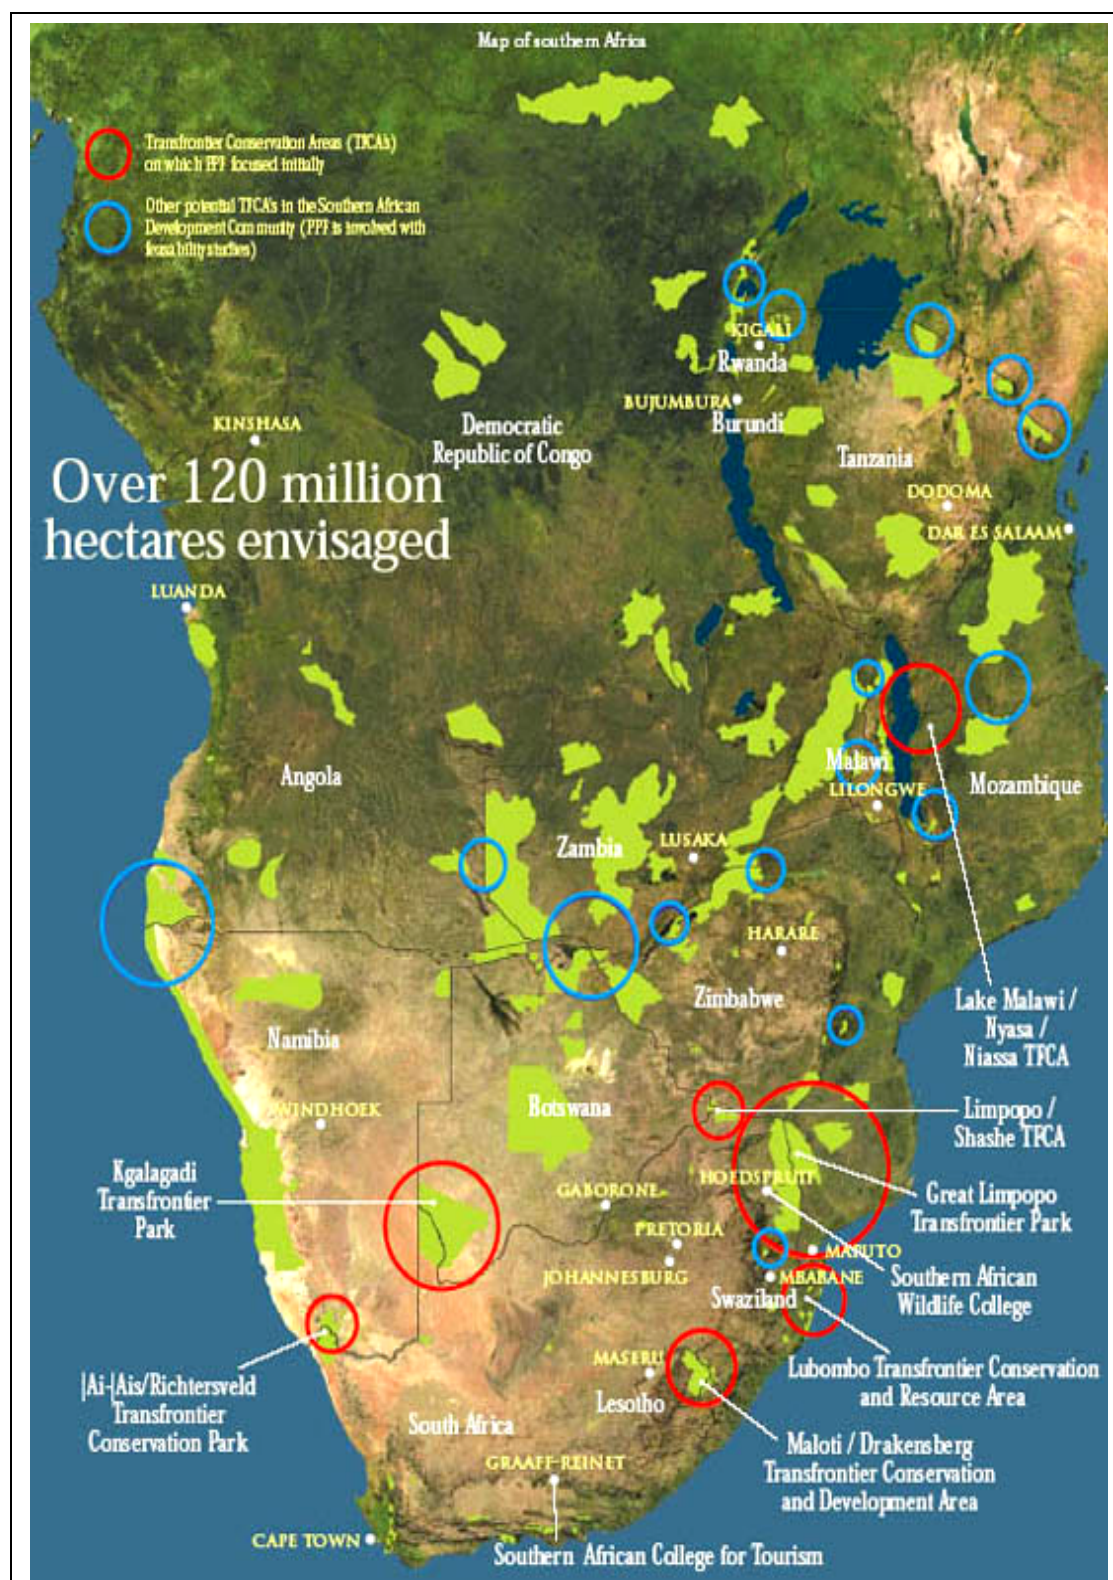 Map of southern Africa
Transfrontier Conservation Areas (TFCA's)
on which PPF focused initially
Other potential TFCA's in the Southern African
Development Community (PPF is involved with
feasability studies)
KIGALI
Rwanda
BUJUMBURA
Burundi
KINSHASA
Democratic
Republic of Congo
Tanzania
Over 120 million
hectares envisaged
DODOMA
DAR ES SALAAM
LUANDA
Angola
Malawi
LILONGWE
Mozambique
Zambia
LUSAKA
HARARE
Zimbabwe
Lake Malawi /
Nyasa /
Niassa TFCA
Namibia
WINDHOEK
Botswana
Limpopo /
Shashe TFCA
Kgalagadi
Transfrontier
Park
GABORONE
HOEDSPRUIT
Great Limpopo
Transfrontier Park
PRETORIA
JOHANNESBURG
MAPUTO
MBABANE
Swaziland
Southern African
Wildlife College
MASERU
Lesotho
Lubombo Transfrontier Conservation
and Resource Area
|Ai-|Ais/Richtersveld
Transfrontier
Conservation Park
South Africa
GRAAFF-REINET
Maloti / Drakensberg
Transfrontier Conservation
and Development Area
CAPE TOWN
Southern African College for Tourism